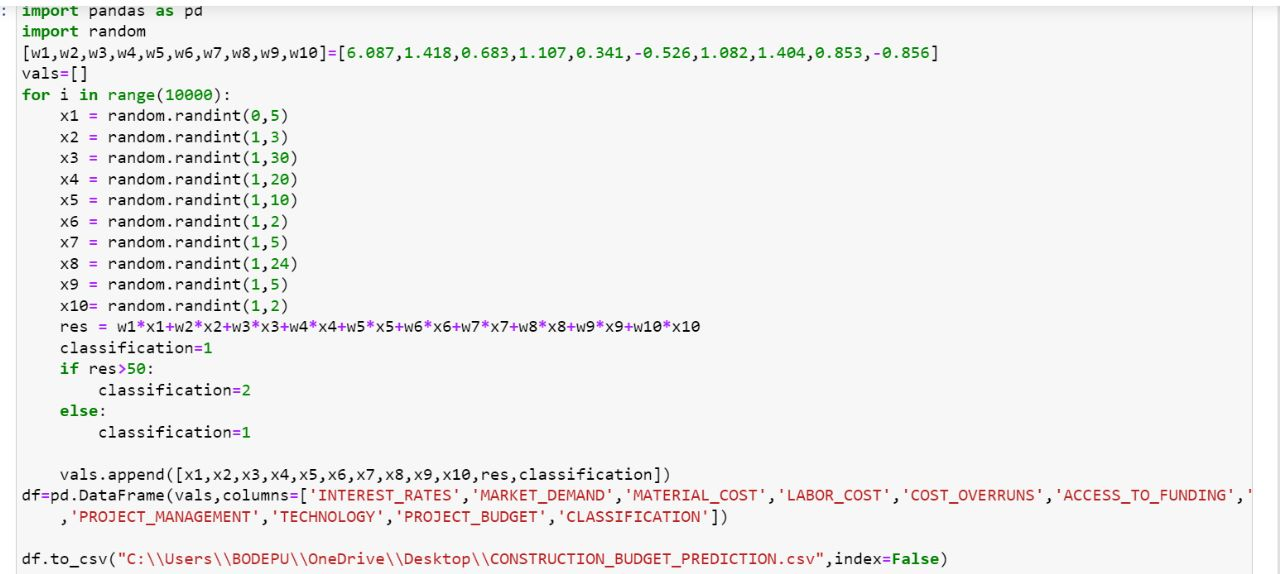 import pandas as pd
import random
[w1,w2,w3,w4,w5,w6,w7,w8,w9,w10]=[6.087,1.418,0.683,1.107,0.341,-0.526,1.082,1.404,0.853,-0.856]
vals=[]
for i in range(10000):
    x1 = random.randint(0,5)
    x2 = random.randint(1,3)
    x3 = random.randint(1,30)
    x4 = random.randint(1,20)
    x5 = random.randint(1,10)
    x6 = random.randint(1,2)
    x7 = random.randint(1,5)
    x8 = random.randint(1,24)
    x9 = random.randint(1,5)
    x10= random.randint(1,2)
    res = w1*x1+w2*x2+w3*x3+w4*x4+w5*x5+w6*x6+w7*x7+w8*x8+w9*x9+w10*x10
    classification=1
    if res>50:
        classification=2
    else:
        classification=1
    vals.append([x1,x2,x3,x4,x5,x6,x7,x8,x9,x10,res,classification])
df=pd.DataFrame(vals,columns=['INTEREST_RATES','MARKET_DEMAND','MATERIAL_COST','LABOR_COST','COST_OVERRUNS','ACCESS_TO_FUNDING','
    ,'PROJECT_MANAGEMENT','TECHNOLOGY','PROJECT_BUDGET','CLASSIFICATION'])
df.to_csv("C:\\Users\\BODEPU\\OneDrive\\Desktop\\CONSTRUCTION_BUDGET_PREDICTION.csv",index=False)